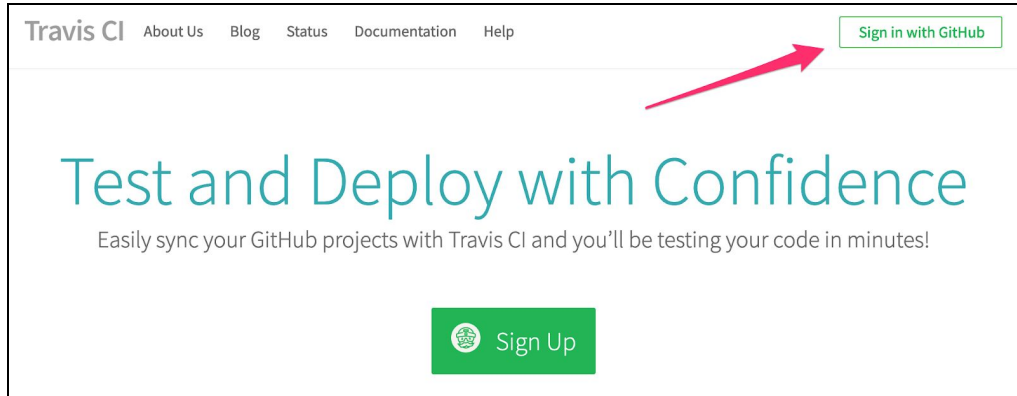 Travis CI About Us Blog Status Documentation Help Sign in with GitHub
Test and Deploy with Confidence
Easily sync your GitHub projects with Travis CI and you’ll be testing your code in minutes!
Sign Up